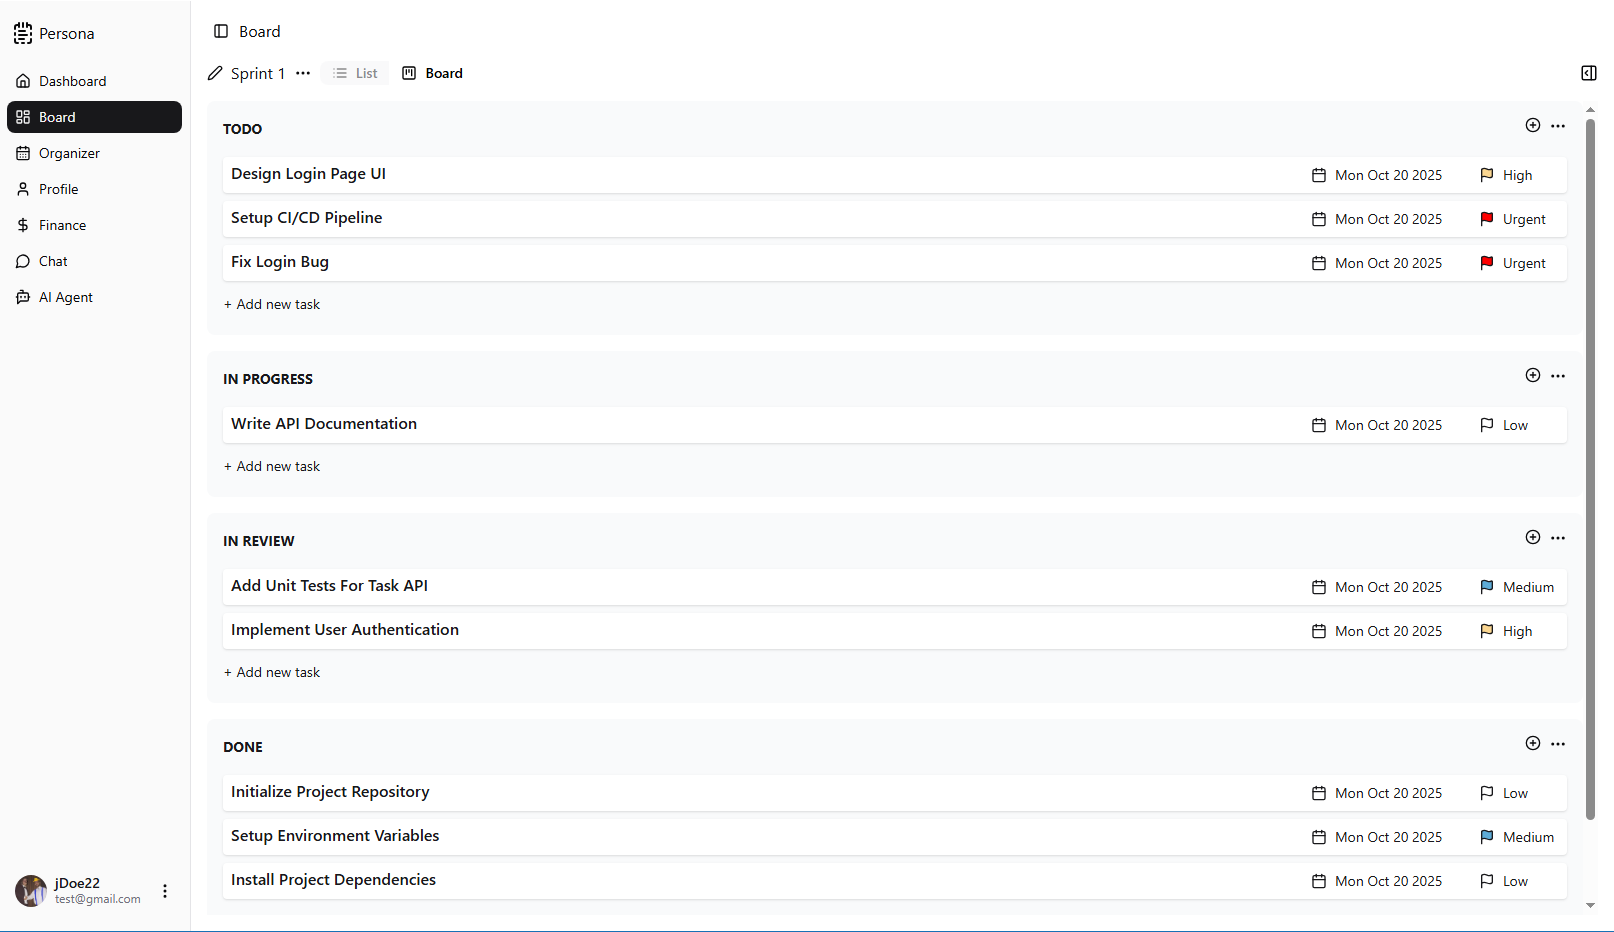 Persona
Dashboard
Board
Organizer
Profile
Finance
Chat
AI Agent
jDoe22
test@gmail.com
Board
Sprint 1 List Board
TODO
Design Login Page UI Mon Oct 20 2025 High
Setup CI/CD Pipeline Mon Oct 20 2025 Urgent
Fix Login Bug Mon Oct 20 2025 Urgent
+ Add new task
IN PROGRESS
Write API Documentation Mon Oct 20 2025 Low
+ Add new task
IN REVIEW
Add Unit Tests For Task API Mon Oct 20 2025 Medium
Implement User Authentication Mon Oct 20 2025 High
+ Add new task
DONE
Initialize Project Repository Mon Oct 20 2025 Low
Setup Environment Variables Mon Oct 20 2025 Medium
Install Project Dependencies Mon Oct 20 2025 Low